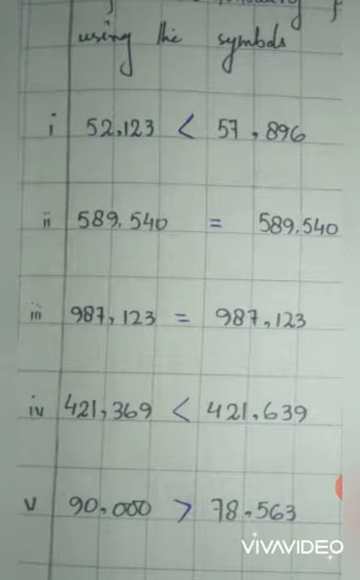 using the symbols
i 52,123 < 57,896
ii 589,540 = 589,540
iii 987,123 = 987,123
iv 421,369 < 421,639
v 90,000 > 78,563
VIVAVIDEO